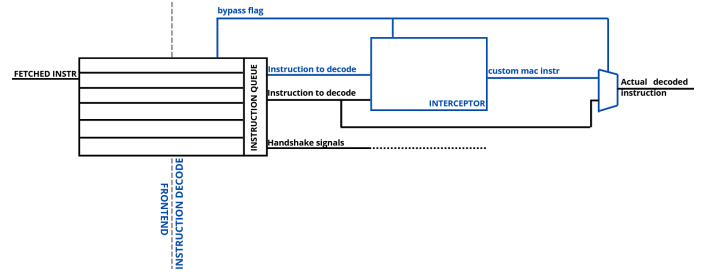 bypass flag
FETCHED INSTR
INSTRUCTION QUEUE
Instruction to decode
Instruction to decode
Handshake signals
INTERCEPTOR
custom mac instr
Actual decoded
instruction
FRONTEND
INSTRUCTION DECODE